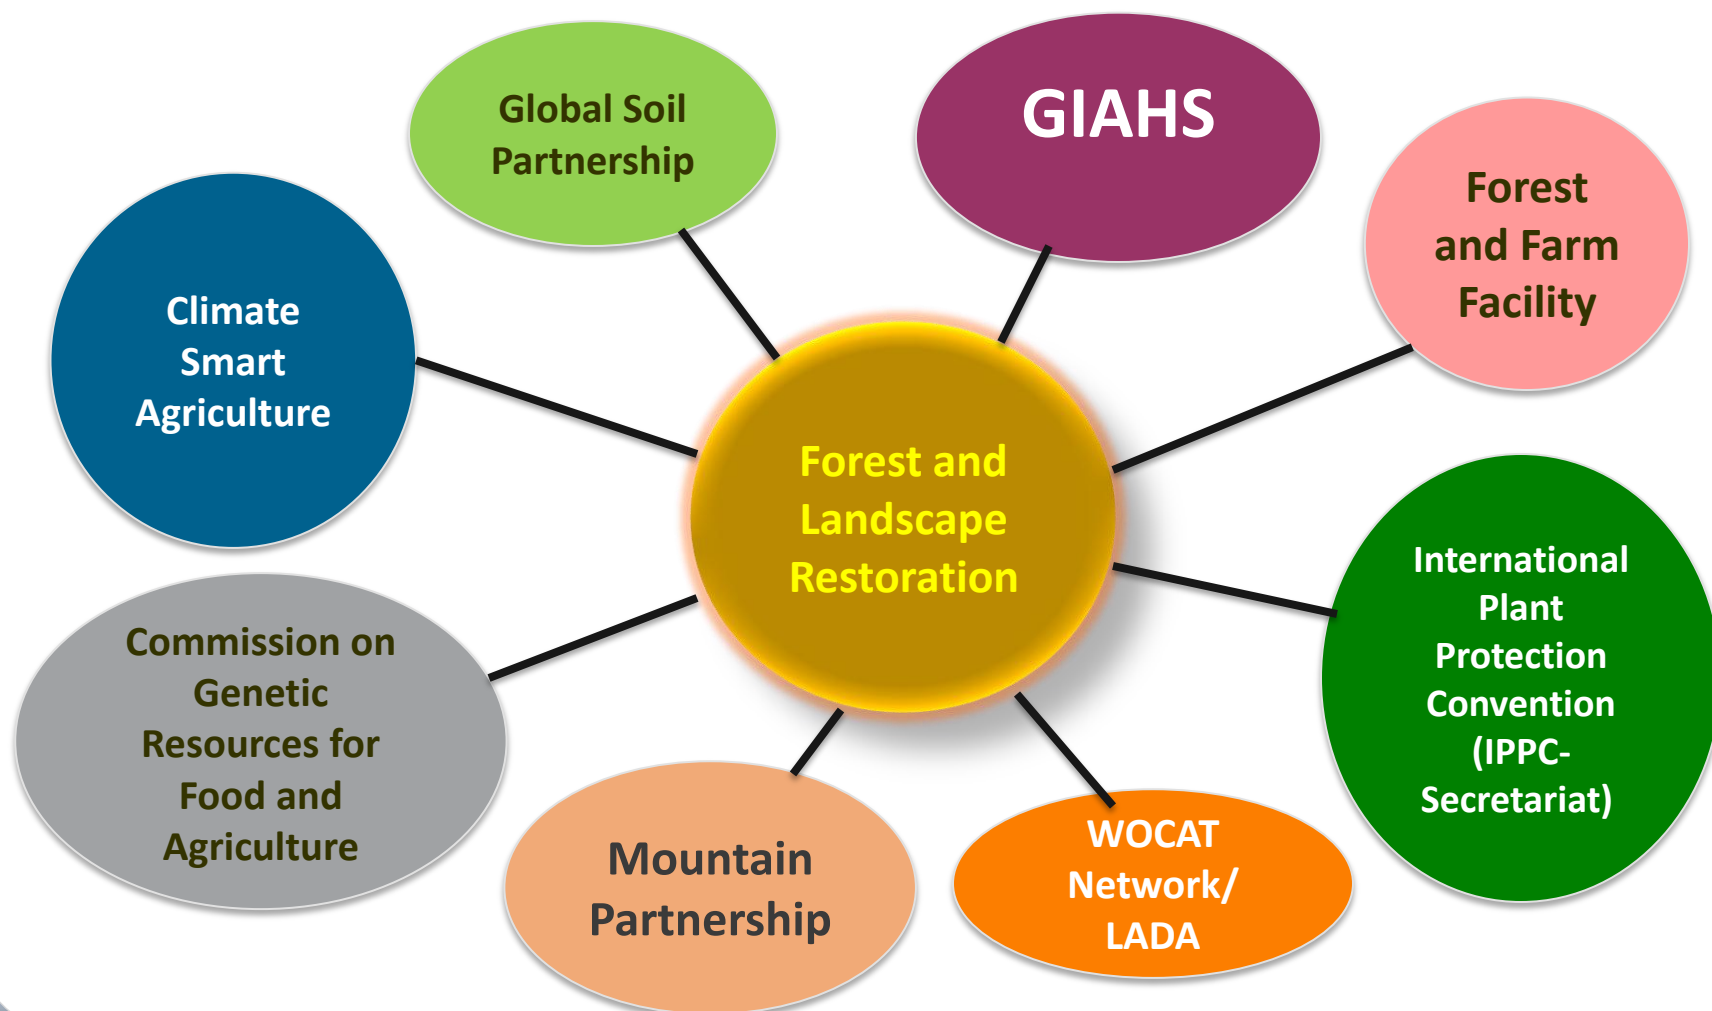 Global Soil
Partnership
GIAHS
Forest
and Farm
Facility
Climate
Smart
Agriculture
Forest and
Landscape
Restoration
International
Plant
Protection
Convention
(IPPC-
Secretariat)
Commission on
Genetic
Resources for
Food and
Agriculture
Mountain
Partnership
WOCAT
Network/
LADA